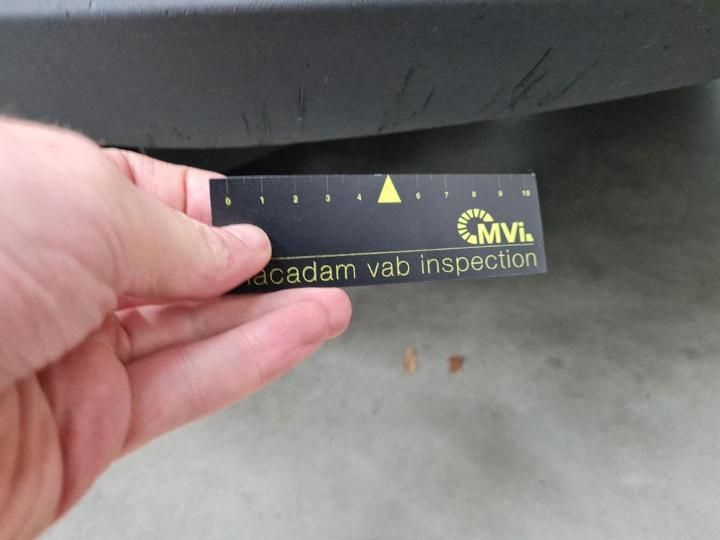 0 1 2 3 4 6 7 8 9 10
MVi.
acadam vab inspection